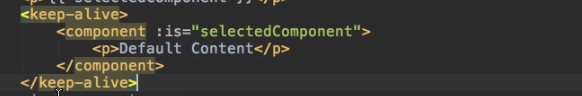 <keep-alive>
<component :is="selectedComponent">
<p>Default Content</p>
</component>
</keep-alive>